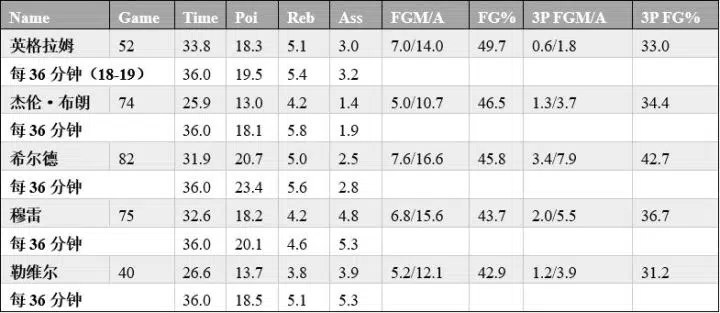 Name Game Time Poi Reb Ass FGM/A FG% 3P FGM/A 3P FG%
英格拉姆 52 33.8 18.3 5.1 3.0 7.0/14.0 49.7 0.6/1.8 33.0
每 36 分钟（18-19） 36.0 19.5 5.4 3.2
杰伦·布朗 74 25.9 13.0 4.2 1.4 5.0/10.7 46.5 1.3/3.7 34.4
每 36 分钟 36.0 18.1 5.8 1.9
希尔德 82 31.9 20.7 5.0 2.5 7.6/16.6 45.8 3.4/7.9 42.7
每 36 分钟 36.0 23.4 5.6 2.8
穆雷 75 32.6 18.2 4.2 4.8 6.8/15.6 43.7 2.0/5.5 36.7
每 36 分钟 36.0 20.1 4.6 5.3
勒维尔 40 26.6 13.7 3.8 3.9 5.2/12.1 42.9 1.2/3.9 31.2
每 36 分钟 36.0 18.5 5.1 5.3